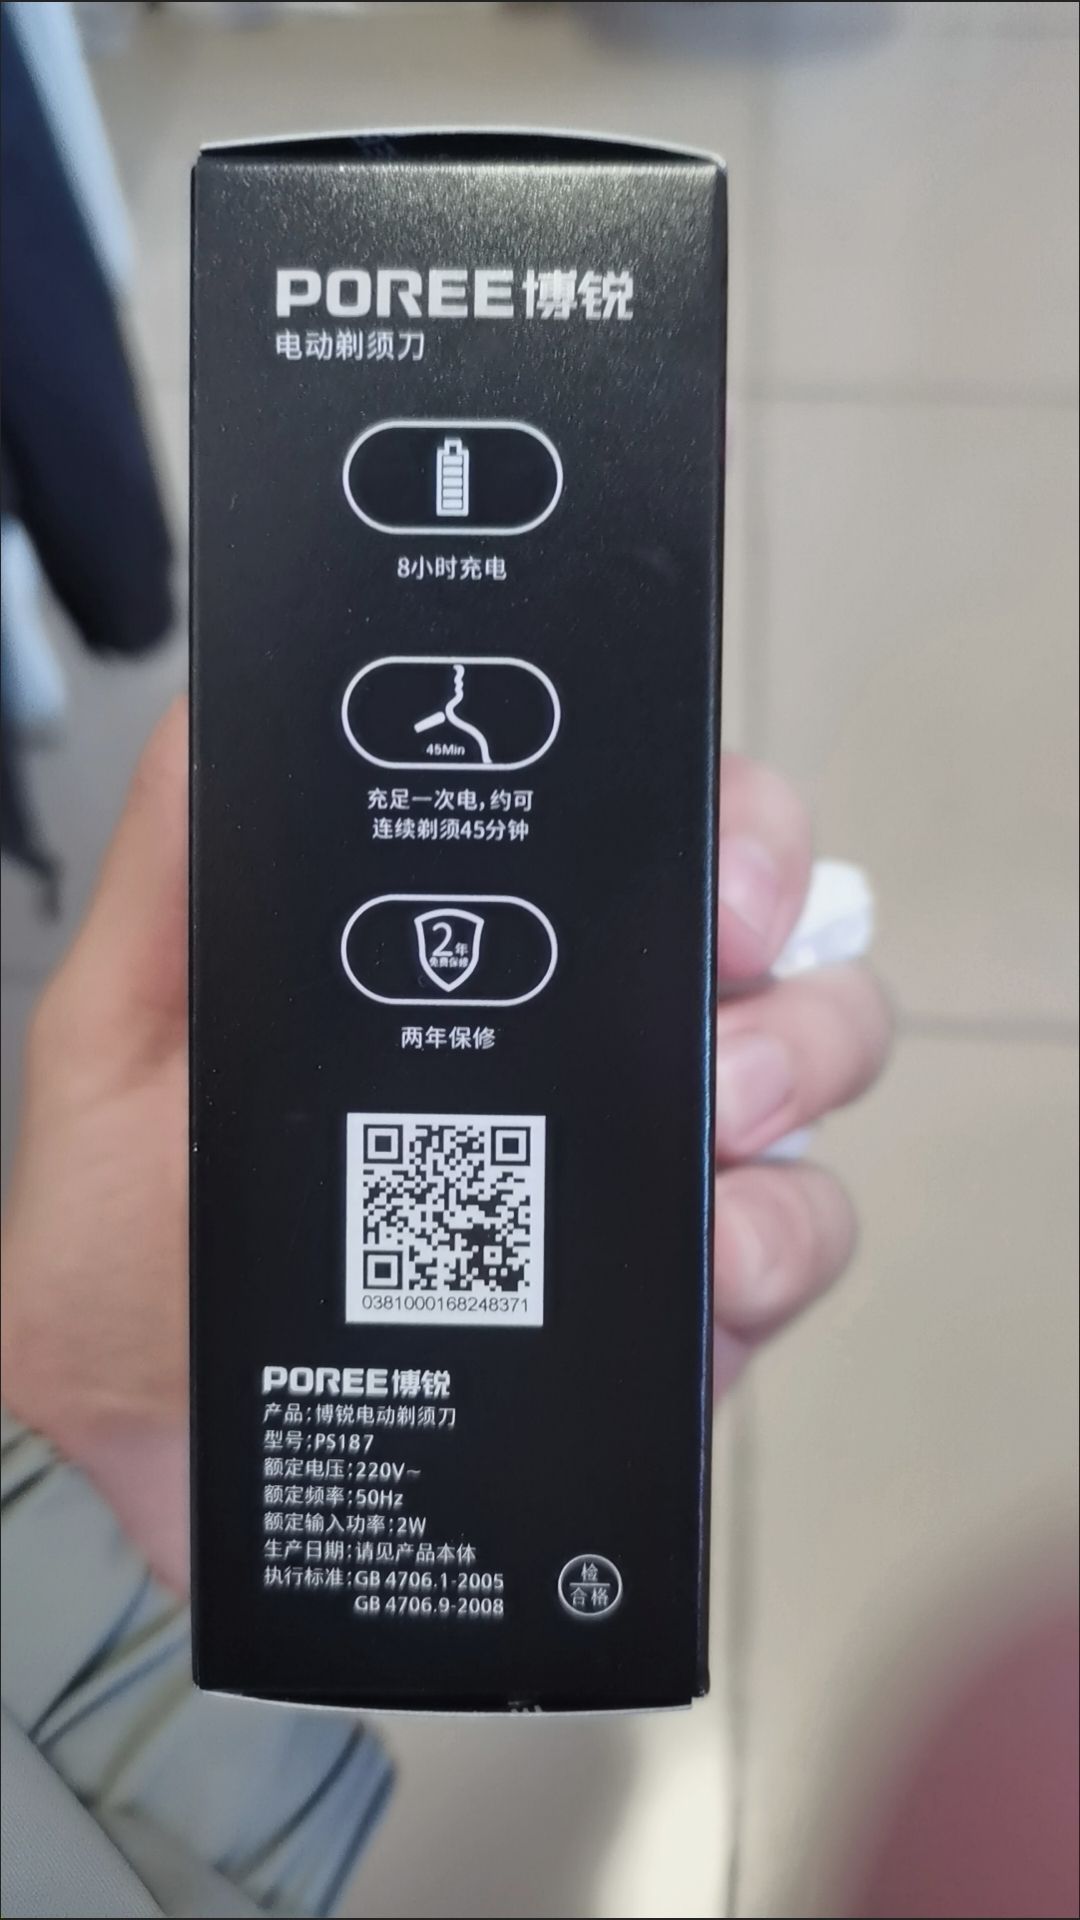 POREE博锐
电动剃须刀
8小时充电
45Min
充足一次电,约可
连续剃须45分钟
2年
免费保修
两年保修
0381000168248371
POREE博锐
产品:博锐电动剃须刀
型号:PS187
额定电压:220V~
额定频率:50Hz
额定输入功率:2W
生产日期:请见产品本体
执行标准:GB 4706.1-2005
GB 4706.9-2008
检
合格